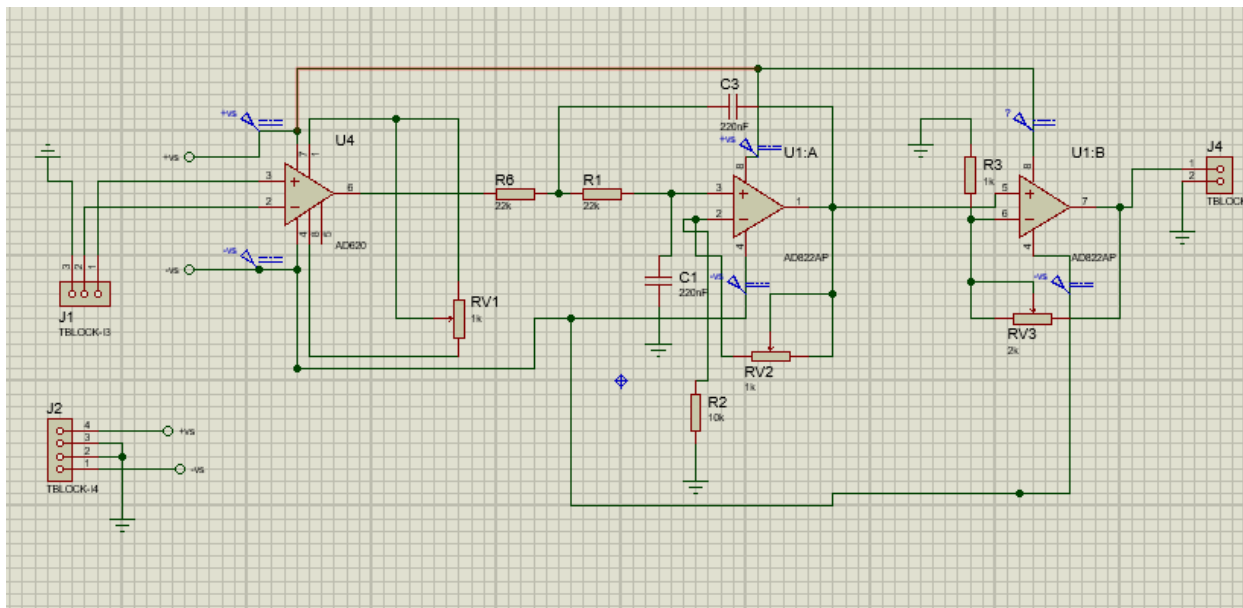 C3
220nF
+vs
U4
7
1
+vs
3
6
2
4
8
5
AD620
-vs
-vs
R6
22k
R1
22k
+vs
8
U1:A
3
1
2
4
AD822AP
-vs
C1
220nF
RV1
1k
RV2
1k
R2
10k
?
8
U1:B
R3
1k
5
7
6
4
AD822AP
-vs
RV3
2k
J4
1
2
TBLOCK
3
2
1
J1
TBLOCK-I3
J2
4
3
2
1
+vs
-vs
TBLOCK-I4